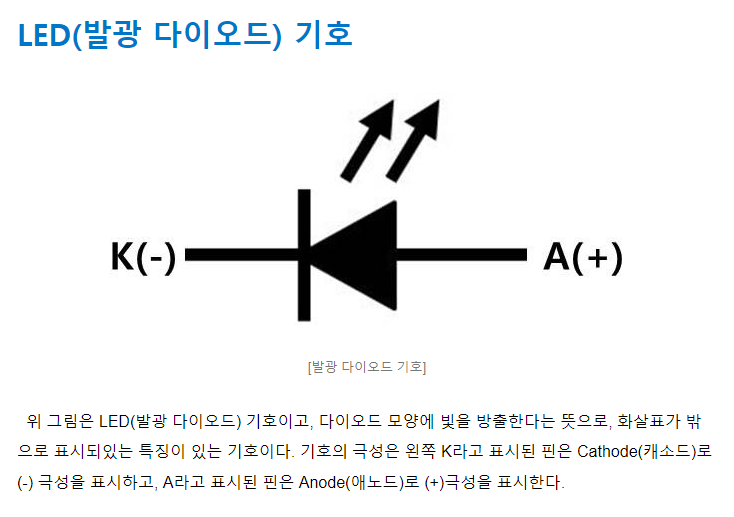 LED(발광 다이오드) 기호
K(-)
A(+)
[발광 다이오드 기호]
위 그림은 LED(발광 다이오드) 기호이고, 다이오드 모양에 빛을 방출한다는 뜻으로, 화살표가 밖
으로 표시되있는 특징이 있는 기호이다. 기호의 극성은 왼쪽 K라고 표시된 핀은 Cathode(캐소드)로
(-) 극성을 표시하고, A라고 표시된 핀은 Anode(애노드)로 (+)극성을 표시한다.